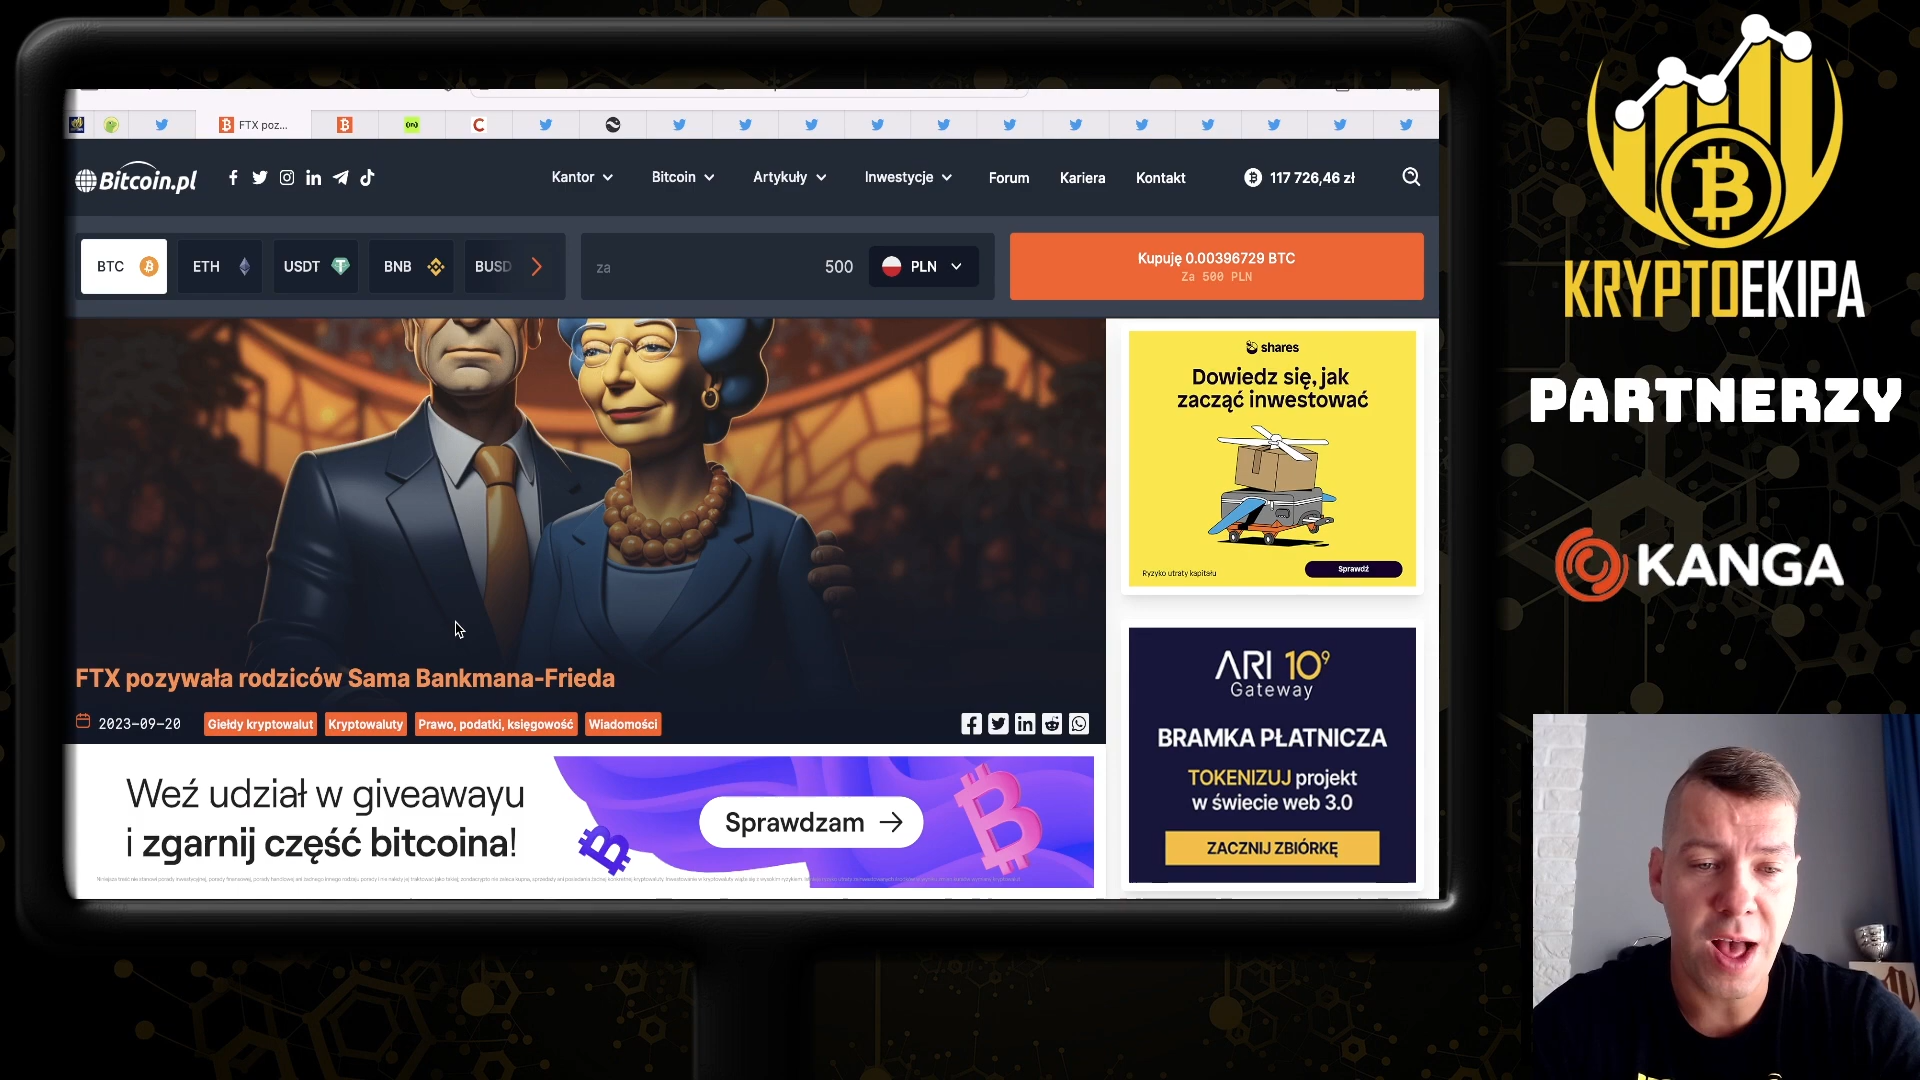 FTX poz...
Bitcoin.pl
Kantor
Bitcoin
Artykuły
Inwestycje
Forum
Kariera
Kontakt
117 726,46 zł
BTC
ETH
USDT
BNB
BUSD
za
500
PLN
Kupuję 0.00396729 BTC
Za 500 PLN
FTX pozywała rodziców Sama Bankmana-Frieda
2023-09-20
Giełdy kryptowalut
Kryptowaluty
Prawo, podatki, księgowość
Wiadomości
Weź udział w giveawayu
i zgarnij część bitcoina!
Sprawdzam →
shares
Dowiedz się, jak
zacząć inwestować
Ryzyko utraty kapitału
Sprawdź
ARI 10⁹
Gateway
BRAMKA PŁATNICZA
TOKENIZUJ projekt
w świecie web 3.0
ZACZNIJ ZBIÓRKĘ
KRYPTOEKIPA
PARTNERZY
KANGA